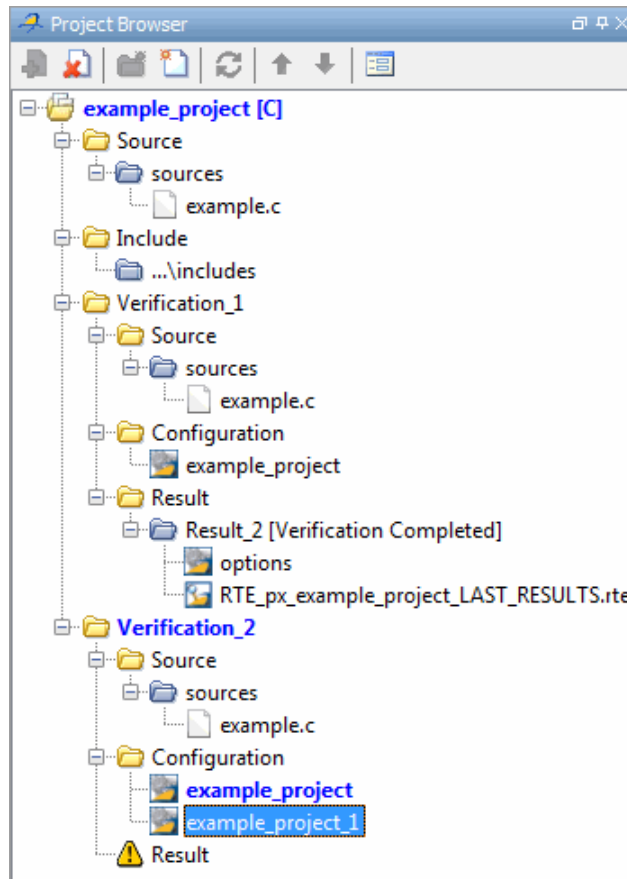 Project Browser
example_project [C]
Source
sources
example.c
Include
...\includes
Verification_1
Source
sources
example.c
Configuration
example_project
Result
Result_2 [Verification Completed]
options
RTE_px_example_project_LAST_RESULTS.rte
Verification_2
Source
sources
example.c
Configuration
example_project
example_project_1
Result